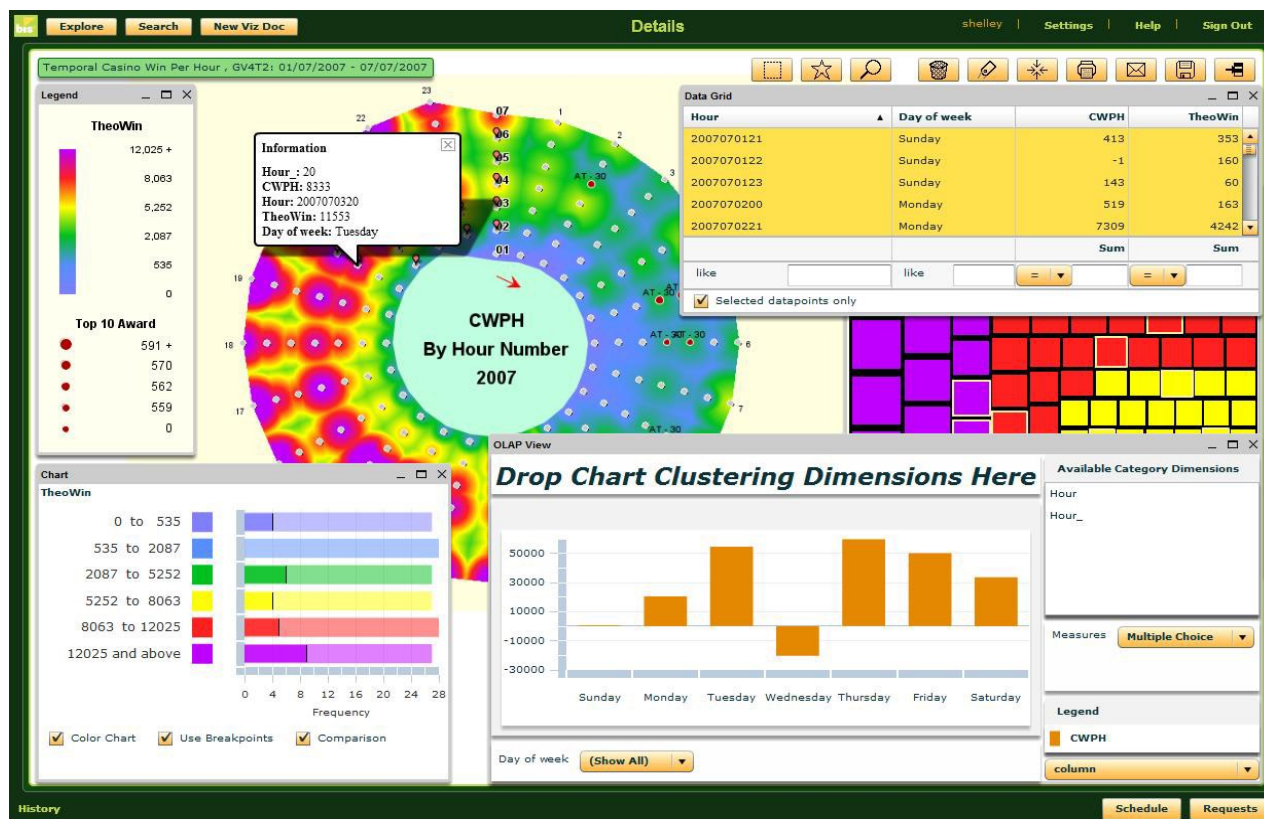 bis
Explore
Search
New Viz Doc
Details
shelley
Settings
Help
Sign Out
Temporal Casino Win Per Hour , GV4T2: 01/07/2007 - 07/07/2007
Legend
TheoWin
12,025 +
8,063
5,252
2,087
535
0
Top 10 Award
591 +
570
562
559
0
23
22
19
18
17
1
2
3
6
7
07
06
05
04
03
02
01
AT - 30
AT - 30
AT - 30
AT - 30
Information
Hour_: 20
CWPH: 8333
Hour: 2007070320
TheoWin: 11553
Day of week: Tuesday
CWPH
By Hour Number
2007
Data Grid
Hour Day of week CWPH TheoWin
2007070121 Sunday 413 353
2007070122 Sunday -1 160
2007070123 Sunday 143 60
2007070200 Monday 519 163
2007070221 Monday 7309 4242
Sum Sum
like like = =
Selected datapoints only
Chart
TheoWin
0 to 535
535 to 2087
2087 to 5252
5252 to 8063
8063 to 12025
12025 and above
0 4 8 12 16 20 24 28
Frequency
Color Chart Use Breakpoints Comparison
OLAP View
Drop Chart Clustering Dimensions Here
50000
30000
10000
-10000
-30000
Sunday Monday Tuesday Wednesday Thursday Friday Saturday
Day of week (Show All)
Available Category Dimensions
Hour
Hour_
Measures Multiple Choice
Legend
CWPH
column
History
Schedule
Requests